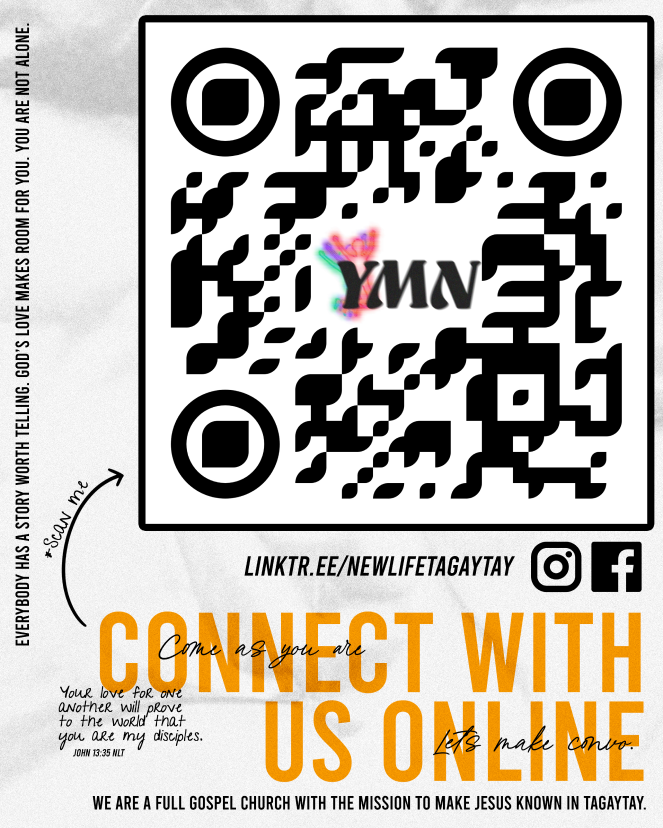 EVERYBODY HAS A STORY WORTH TELLING. GOD'S LOVE MAKES ROOM FOR YOU. YOU ARE NOT ALONE.
YMN
*Scan me
LINKTR.EE/NEWLIFETAGAYTAY
CONNECT WITH
Come as you are
US ONLINE
Let's make convo.
Your love for one
another will prove
to the world that
you are my disciples.
JOHN 13:35 NLT
WE ARE A FULL GOSPEL CHURCH WITH THE MISSION TO MAKE JESUS KNOWN IN TAGAYTAY.